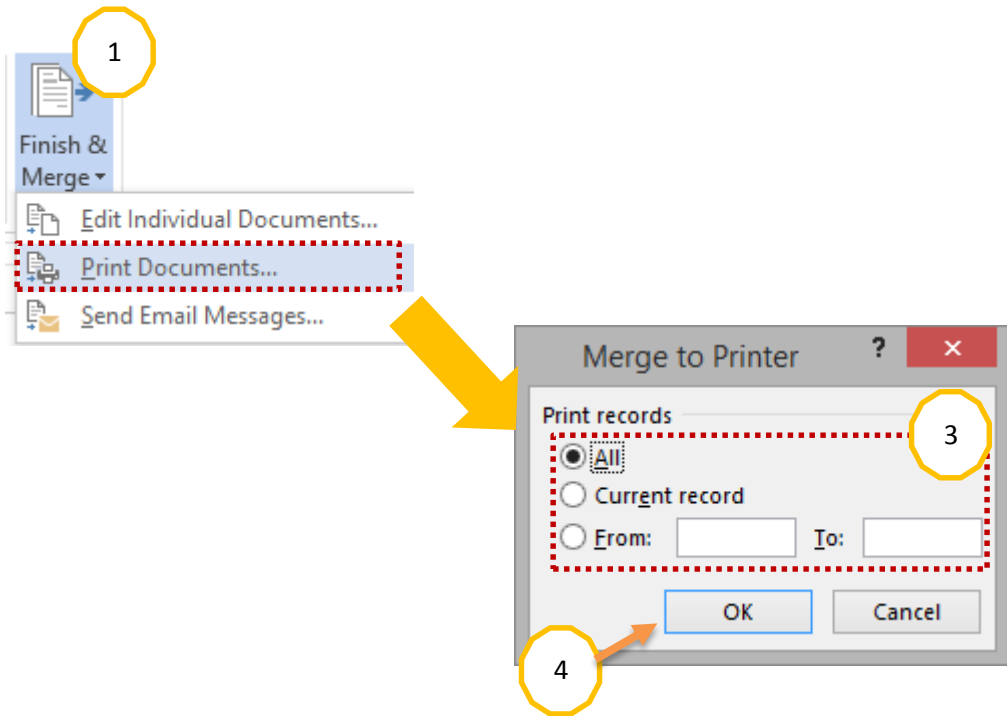 1
Finish &
Merge
Edit Individual Documents...
Print Documents...
Send Email Messages...
Merge to Printer ?
Print records
3
All
Current record
From: To:
OK Cancel
4